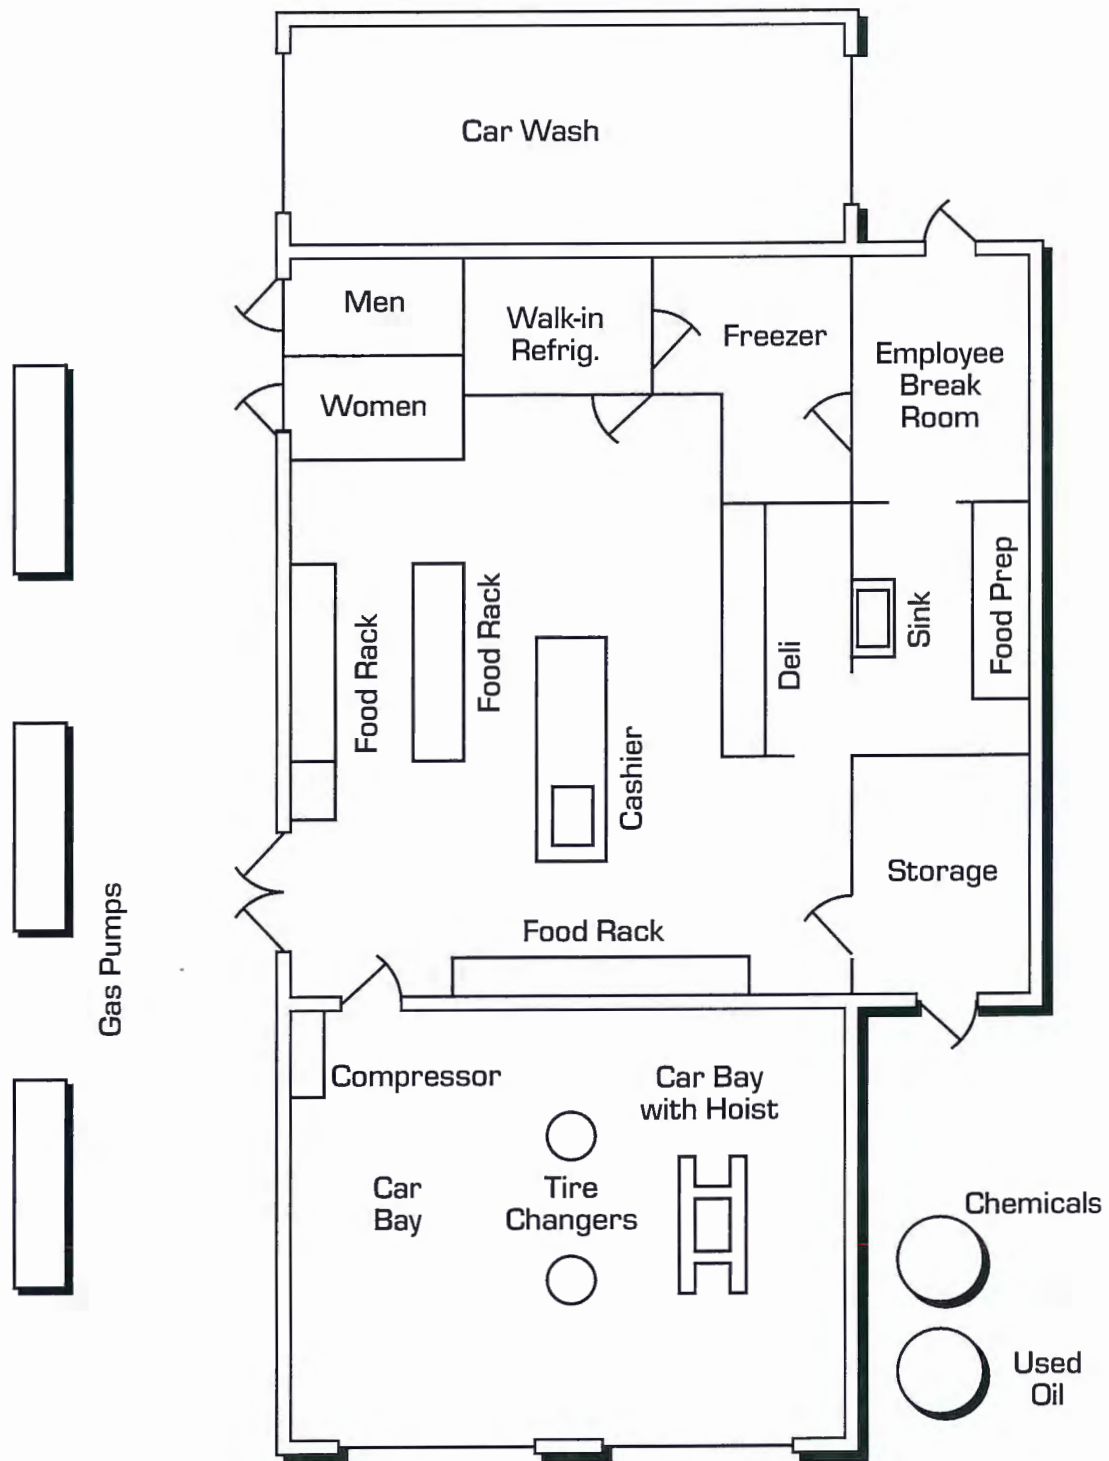 Car Wash
Men
Walk-in
Refrig.
Freezer
Employee
Break
Room
Women
Food Rack
Food Rack
Cashier
Deli
Sink
Food Prep
Storage
Gas Pumps
Food Rack
Compressor
Car Bay
with Hoist
Car
Bay
Tire
Changers
Chemicals
Used
Oil